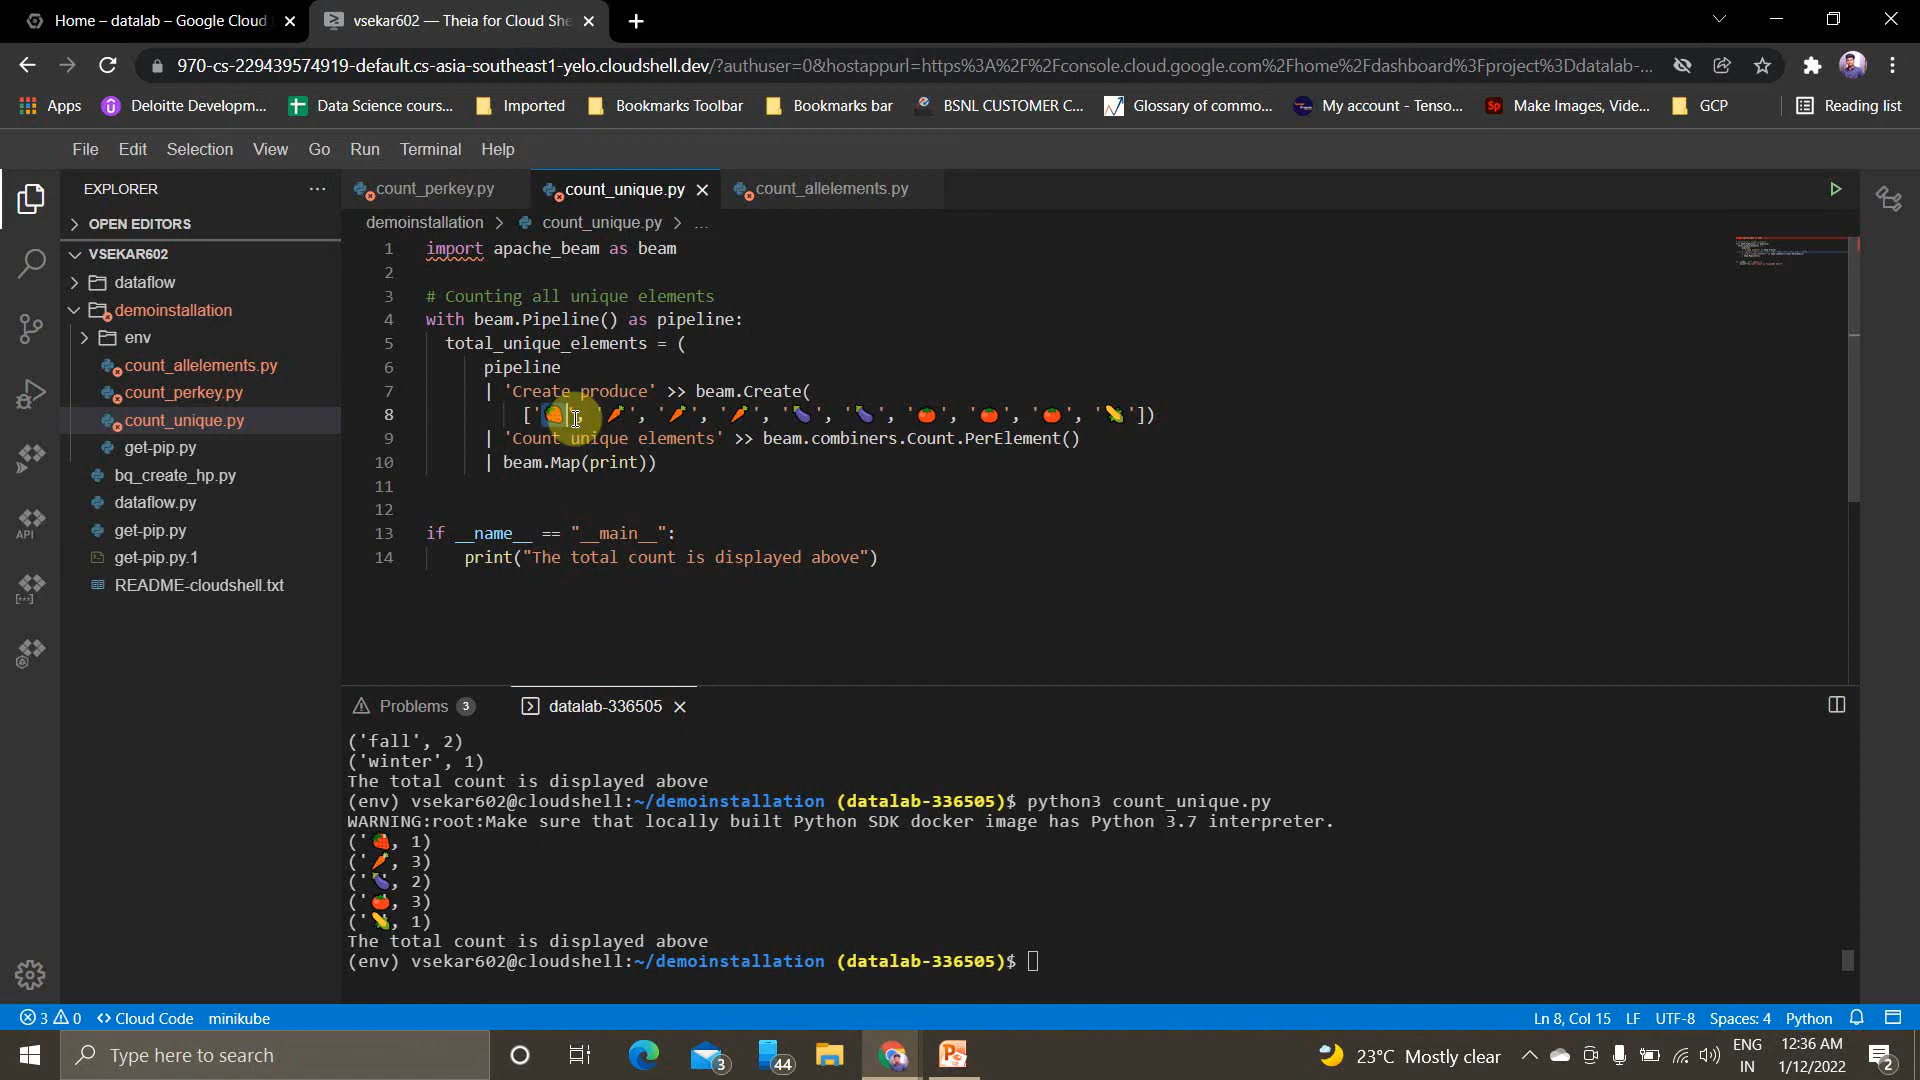 Home – datalab – Google Cloud
vsekar602 — Theia for Cloud She
970-cs-229439574919-default.cs-asia-southeast1-yelo.cloudshell.dev/?authuser=0&hostappurl=https%3A%2F%2Fconsole.cloud.google.com%2Fhome%2Fdashboard%3Fproject%3Ddatalab-...
Apps
Deloitte Developm...
Data Science cours...
Imported
Bookmarks Toolbar
Bookmarks bar
BSNL CUSTOMER C...
Glossary of commo...
My account - Tenso...
Sp Make Images, Vide...
GCP
Reading list
File Edit Selection View Go Run Terminal Help
EXPLORER ...
OPEN EDITORS
VSEKAR602
dataflow
demoinstallation
env
count_allelements.py
count_perkey.py
count_unique.py
get-pip.py
bq_create_hp.py
dataflow.py
get-pip.py
get-pip.py.1
README-cloudshell.txt
API
count_perkey.py
count_unique.py
count_allelements.py
demoinstallation > count_unique.py > ...
1 import apache_beam as beam
2
3 # Counting all unique elements
4 with beam.Pipeline() as pipeline:
5 total_unique_elements = (
6 pipeline
7 | 'Create produce' >> beam.Create(
8 ['🍓', '🥕', '🥕', '🥕', '🍆', '🍆', '🍅', '🍅', '🍅', '🌽'])
9 | 'Count unique elements' >> beam.combiners.Count.PerElement()
10 | beam.Map(print))
11
12
13 if __name__ == "__main__":
14 print("The total count is displayed above")
Problems 3
datalab-336505
('fall', 2)
('winter', 1)
The total count is displayed above
(env) vsekar602@cloudshell:~/demoinstallation (datalab-336505)$ python3 count_unique.py
WARNING:root:Make sure that locally built Python SDK docker image has Python 3.7 interpreter.
('🍓, 1)
('🥕, 3)
('🍆, 2)
('🍅, 3)
('🌽, 1)
The total count is displayed above
(env) vsekar602@cloudshell:~/demoinstallation (datalab-336505)$
3 0 <> Cloud Code minikube
Ln 8, Col 15 LF UTF-8 Spaces: 4 Python
Type here to search
3
44
23°C Mostly clear
ENG
IN
12:36 AM
1/12/2022
2